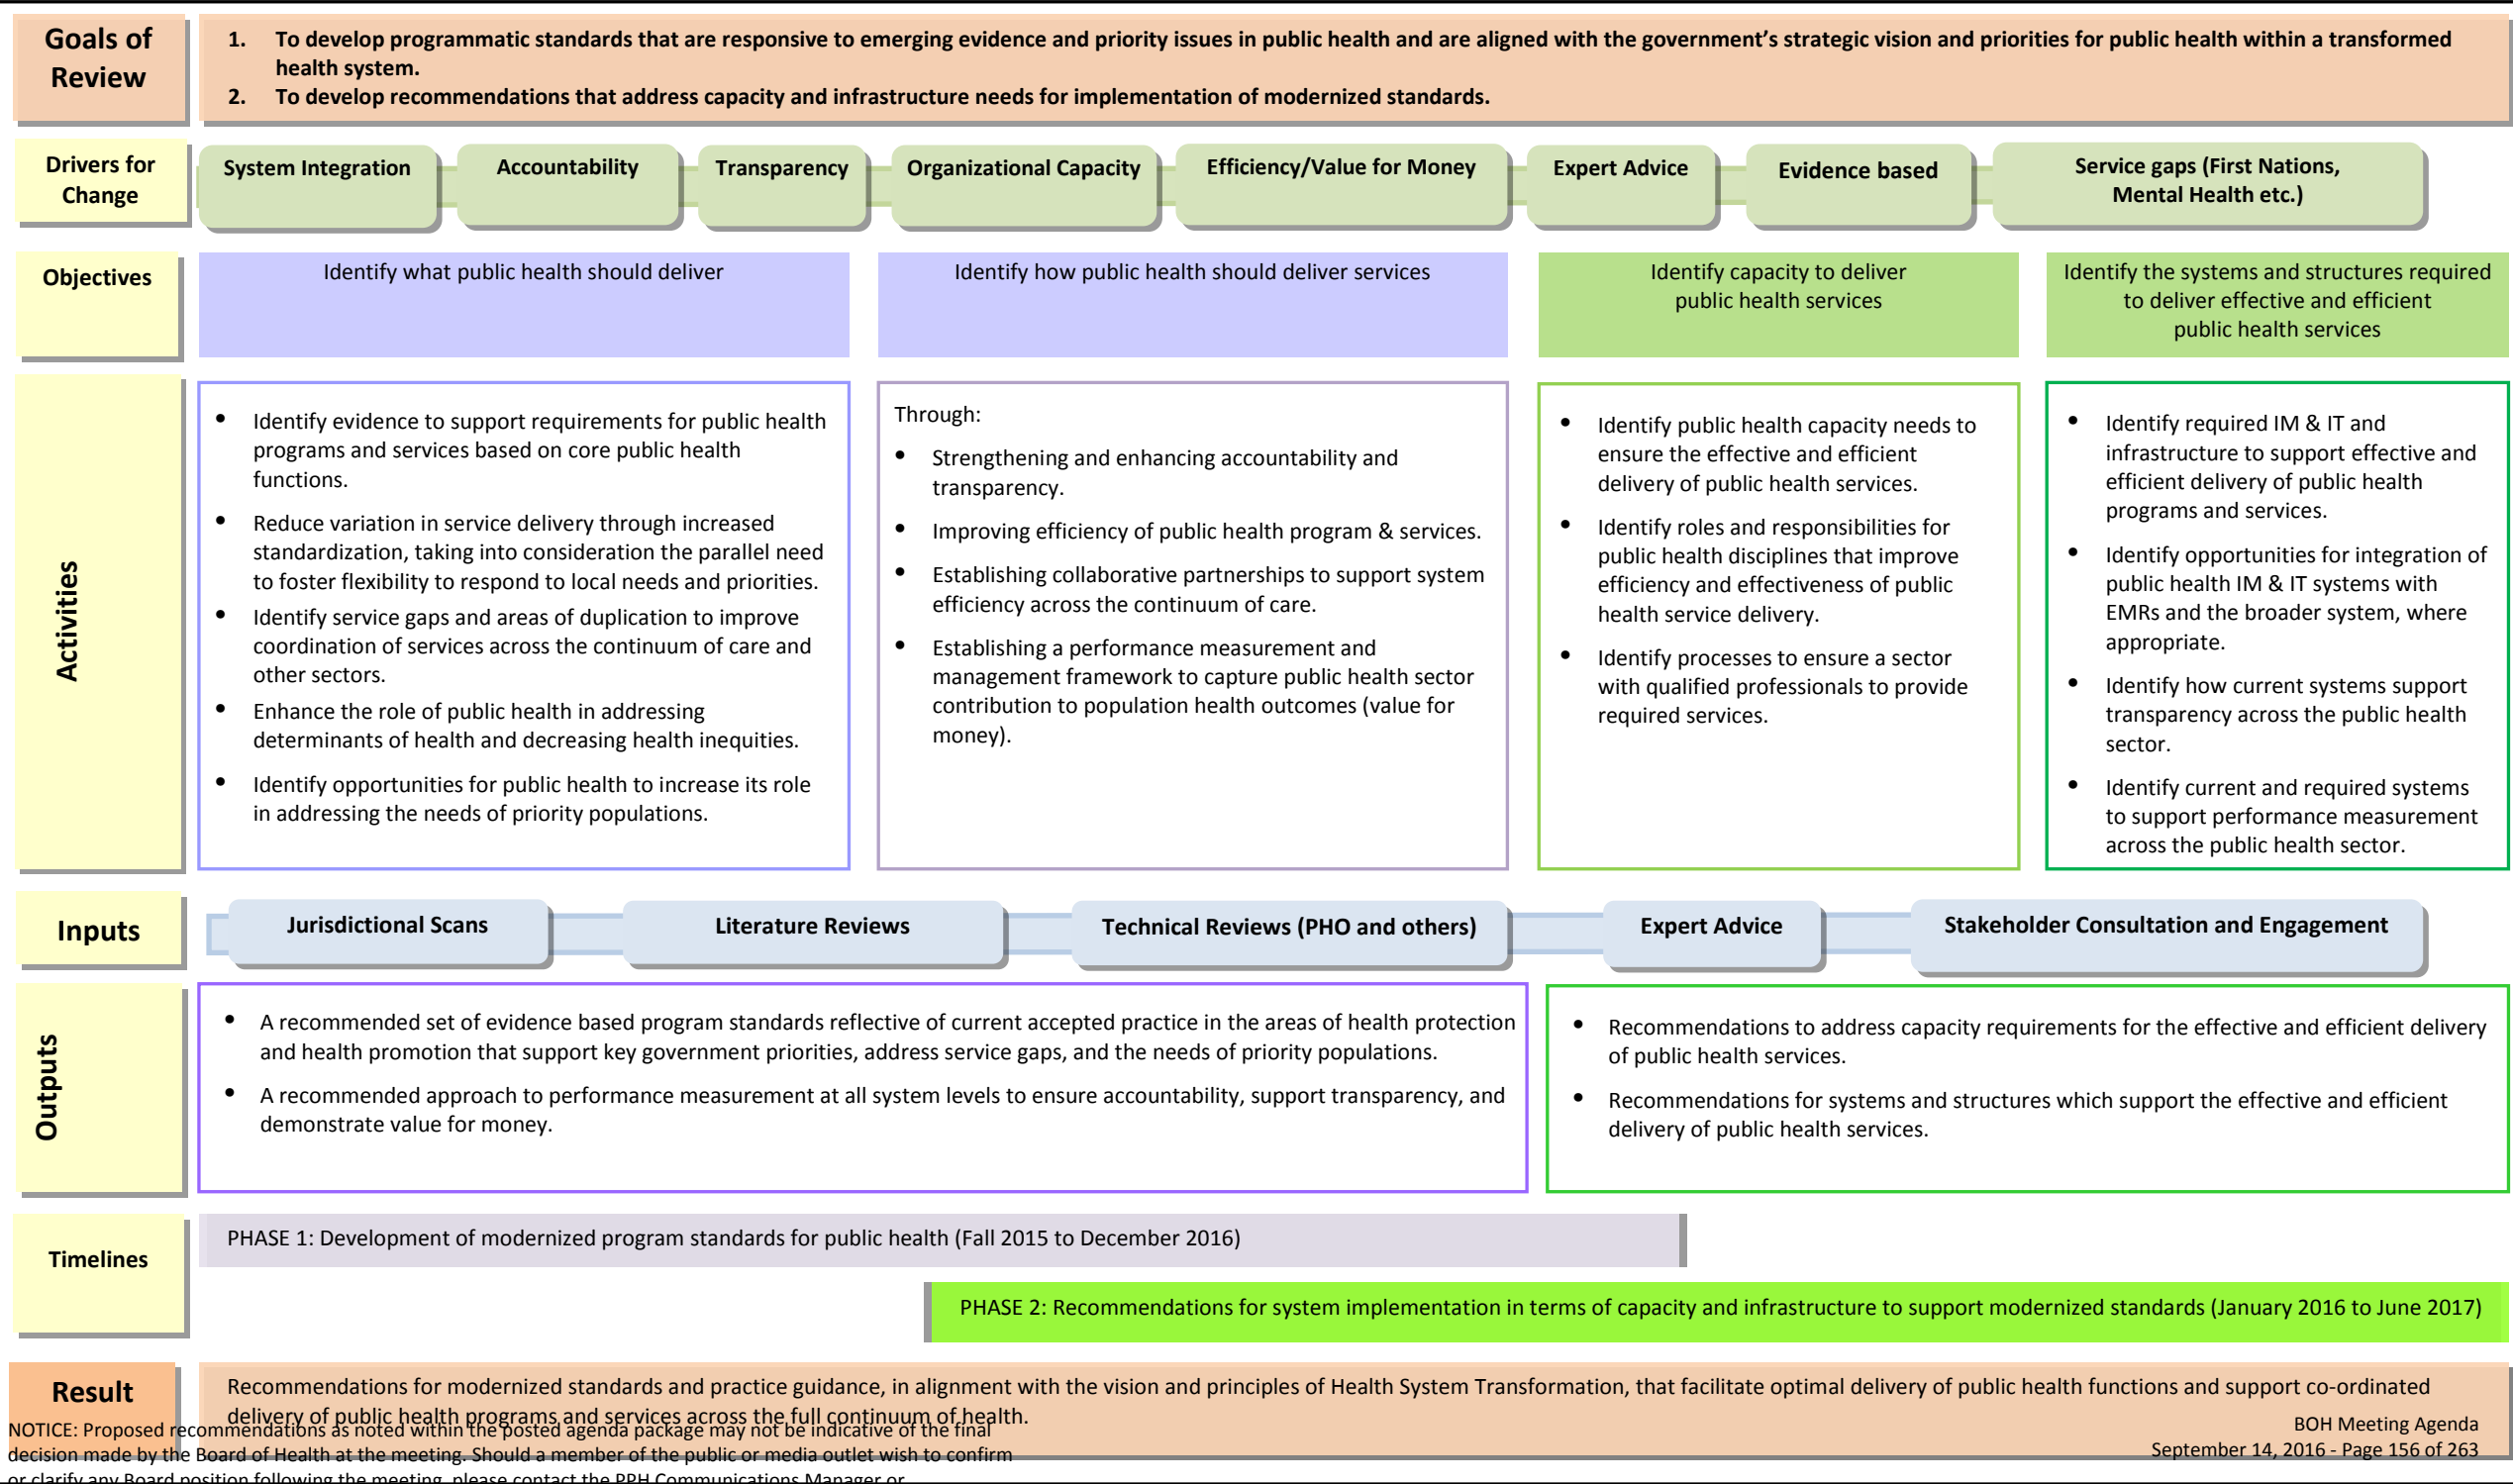 Goals of
Review
1. To develop programmatic standards that are responsive to emerging evidence and priority issues in public health and are aligned with the government's strategic vision and priorities for public health within a transformed
health system.
2. To develop recommendations that address capacity and infrastructure needs for implementation of modernized standards.
Drivers for
Change
System Integration
Accountability
Transparency
Organizational Capacity
Efficiency/Value for Money
Expert Advice
Evidence based
Service gaps (First Nations,
Mental Health etc.)
Objectives
Identify what public health should deliver
Identify how public health should deliver services
Identify capacity to deliver
public health services
Identify the systems and structures required
to deliver effective and efficient
public health services
Activities
• Identify evidence to support requirements for public health
programs and services based on core public health
functions.
• Reduce variation in service delivery through increased
standardization, taking into consideration the parallel need
to foster flexibility to respond to local needs and priorities.
• Identify service gaps and areas of duplication to improve
coordination of services across the continuum of care and
other sectors.
• Enhance the role of public health in addressing
determinants of health and decreasing health inequities.
• Identify opportunities for public health to increase its role
in addressing the needs of priority populations.
Through:
• Strengthening and enhancing accountability and
transparency.
• Improving efficiency of public health program & services.
• Establishing collaborative partnerships to support system
efficiency across the continuum of care.
• Establishing a performance measurement and
management framework to capture public health sector
contribution to population health outcomes (value for
money).
• Identify public health capacity needs to
ensure the effective and efficient
delivery of public health services.
• Identify roles and responsibilities for
public health disciplines that improve
efficiency and effectiveness of public
health service delivery.
• Identify processes to ensure a sector
with qualified professionals to provide
required services.
• Identify required IM & IT and
infrastructure to support effective and
efficient delivery of public health
programs and services.
• Identify opportunities for integration of
public health IM & IT systems with
EMRs and the broader system, where
appropriate.
• Identify how current systems support
transparency across the public health
sector.
• Identify current and required systems
to support performance measurement
across the public health sector.
Inputs
Jurisdictional Scans
Literature Reviews
Technical Reviews (PHO and others)
Expert Advice
Stakeholder Consultation and Engagement
Outputs
• A recommended set of evidence based program standards reflective of current accepted practice in the areas of health protection
and health promotion that support key government priorities, address service gaps, and the needs of priority populations.
• A recommended approach to performance measurement at all system levels to ensure accountability, support transparency, and
demonstrate value for money.
• Recommendations to address capacity requirements for the effective and efficient delivery
of public health services.
• Recommendations for systems and structures which support the effective and efficient
delivery of public health services.
Timelines
PHASE 1: Development of modernized program standards for public health (Fall 2015 to December 2016)
PHASE 2: Recommendations for system implementation in terms of capacity and infrastructure to support modernized standards (January 2016 to June 2017)
Result
Recommendations for modernized standards and practice guidance, in alignment with the vision and principles of Health System Transformation, that facilitate optimal delivery of public health functions and support co-ordinated
delivery of public health programs and services across the full continuum of health.
NOTICE: Proposed recommendations as noted within the posted agenda package may not be indicative of the final
decision made by the Board of Health at the meeting. Should a member of the public or media outlet wish to confirm
or clarify any Board position following the meeting, please contact the PPH Communications Manager or
BOH Meeting Agenda
September 14, 2016 - Page 156 of 263